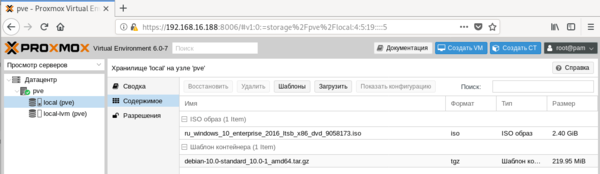 pve - Proxmox Virtual Env
https://192.168.16.188:8006/#v1:0:=storage%2Fpve%2Flocal:4:5:19::::5
PROXMOX Virtual Environment 6.0-7 Поиск Документация Создать VM Создать CT root@pam
Просмотр серверов
Хранилище 'local' на узле 'pve' Справка
Датацентр
pve
local (pve)
local-lvm (pve)
Сводка
Содержимое
Разрешения
Восстановить Удалить Шаблоны Загрузить Показать конфигурацию Поиск:
Имя Формат Тип Размер
ISO образ (1 Item)
ru_windows_10_enterprise_2016_ltsb_x86_dvd_9058173.iso iso ISO образ 2.40 GiB
Шаблон контейнера (1 Item)
debian-10.0-standard_10.0-1_amd64.tar.gz tgz Шаблон ко... 219.95 MiB